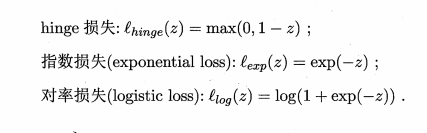 hinge 损失: ℓ_hinge(z) = max(0, 1 − z) ;
指数损失(exponential loss): ℓ_exp(z) = exp(−z) ;
对率损失(logistic loss): ℓ_log(z) = log(1 + exp(−z)) .